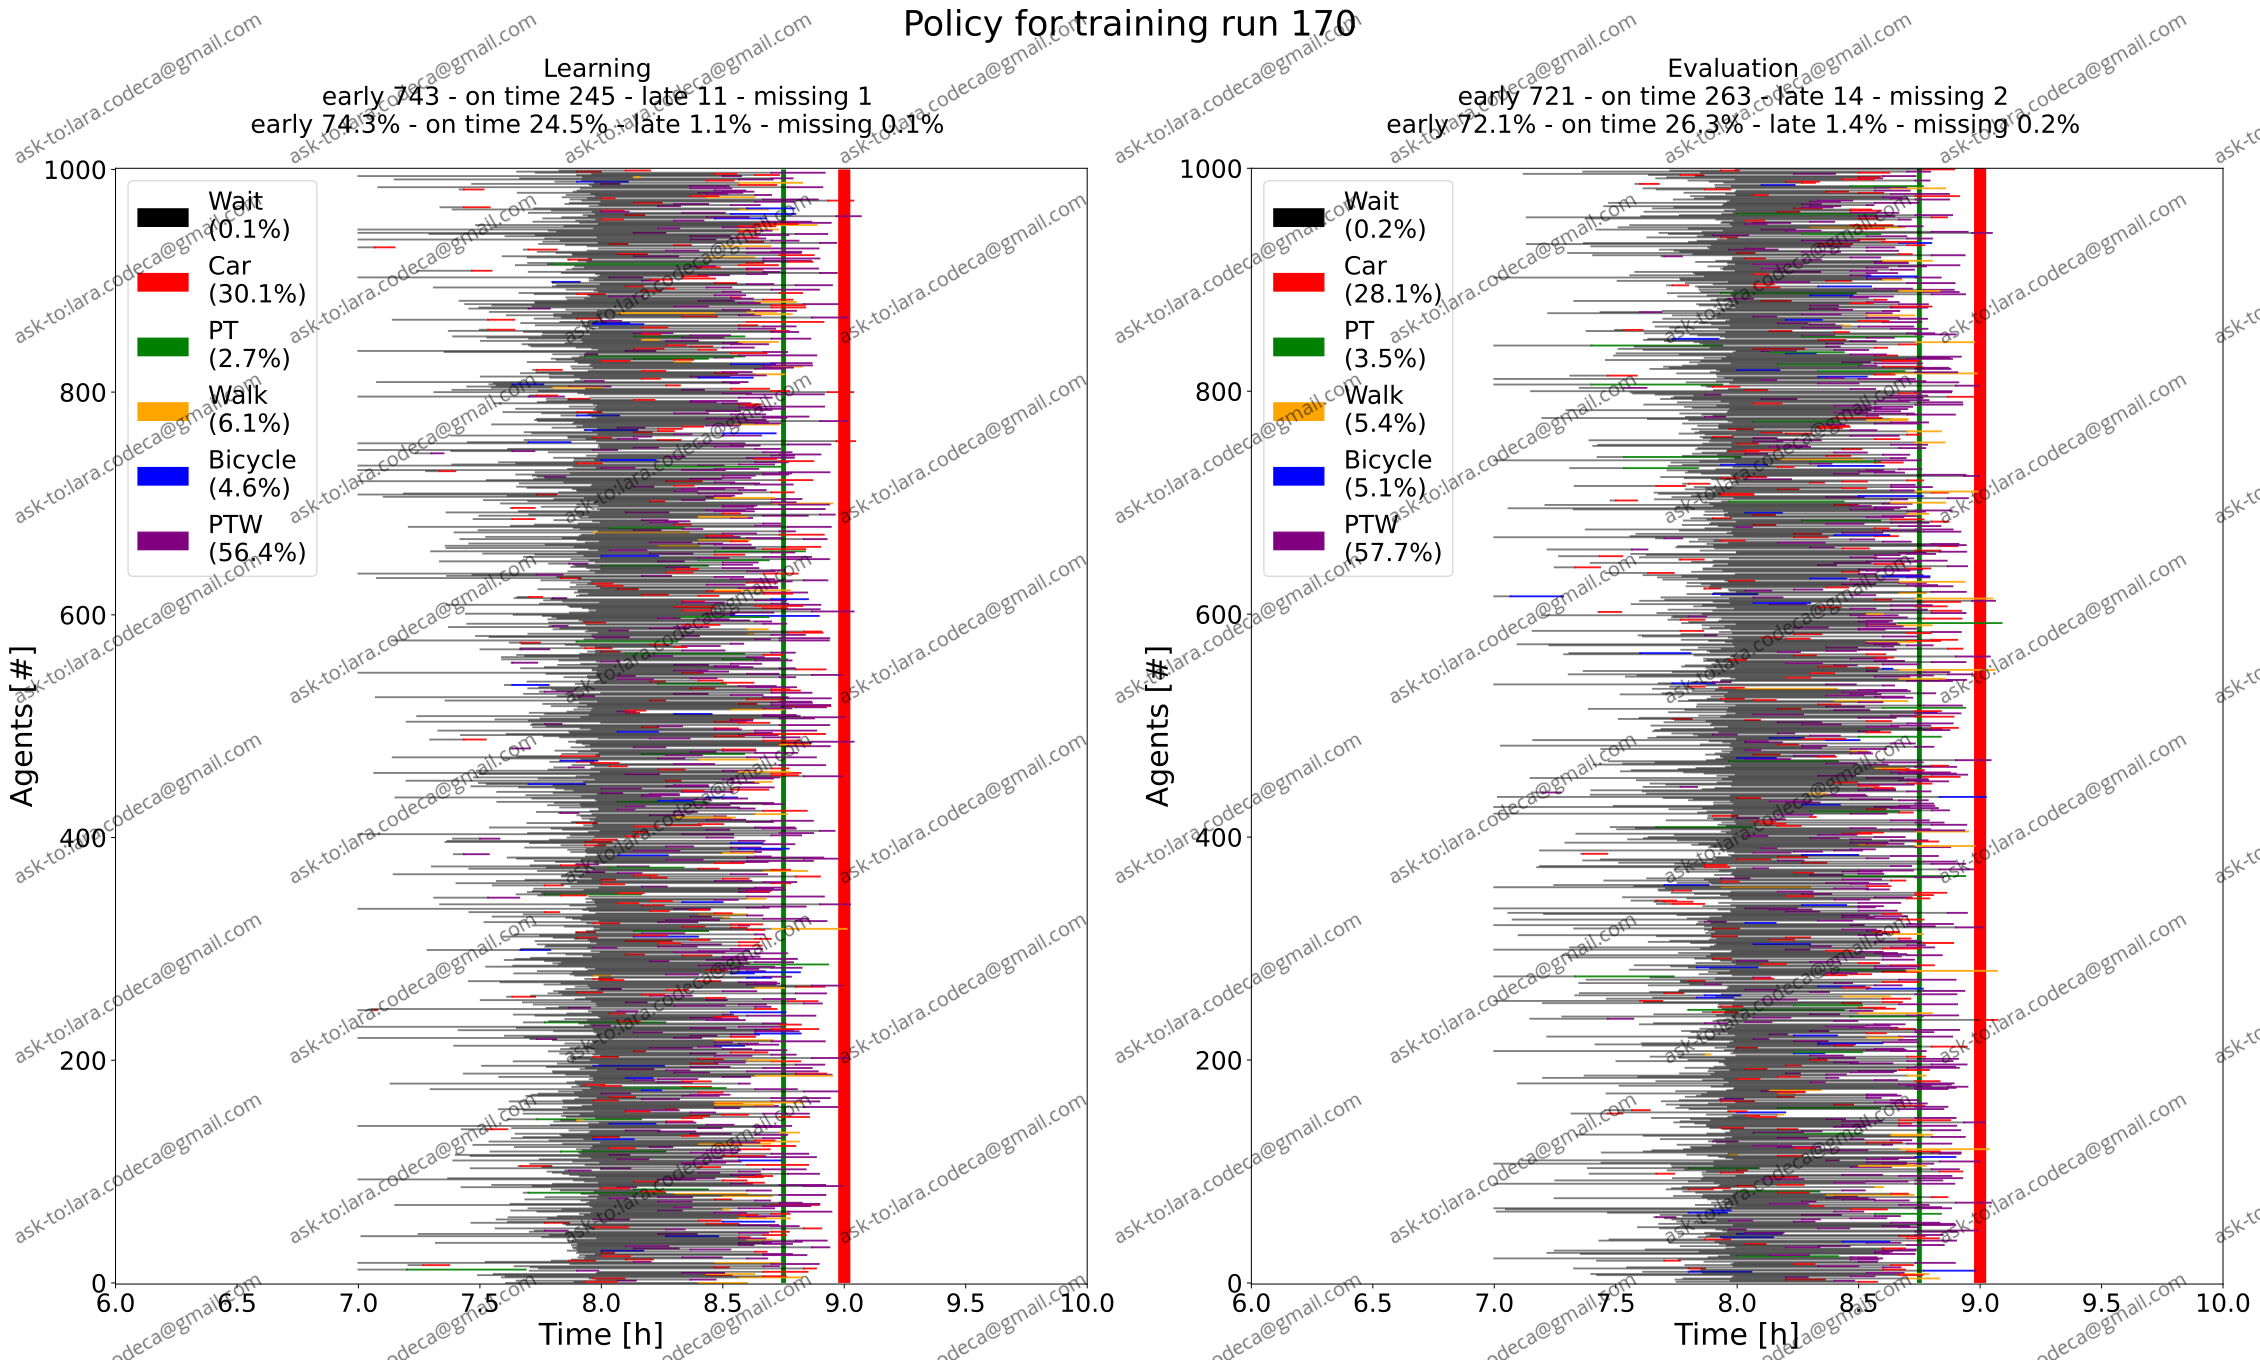 Policy for training run 170
Learning
early 743 - on time 245 - late 11 - missing 1
early 74.3% - on time 24.5% - late 1.1% - missing 0.1%
1000
800
600
400
200
0
Agents [#]
Wait
(0.1%)
Car
(30.1%)
PT
(2.7%)
Walk
(6.1%)
Bicycle
(4.6%)
PTW
(56.4%)
6.0 6.5 7.0 7.5 8.0 8.5 9.0 9.5 10.0
Time [h]
Evaluation
early 721 - on time 263 - late 14 - missing 2
early 72.1% - on time 26.3% - late 1.4% - missing 0.2%
1000
800
600
400
200
0
Agents [#]
Wait
(0.2%)
Car
(28.1%)
PT
(3.5%)
Walk
(5.4%)
Bicycle
(5.1%)
PTW
(57.7%)
6.0 6.5 7.0 7.5 8.0 8.5 9.0 9.5 10.0
Time [h]
ask-to:lara.codeca@gmail.com